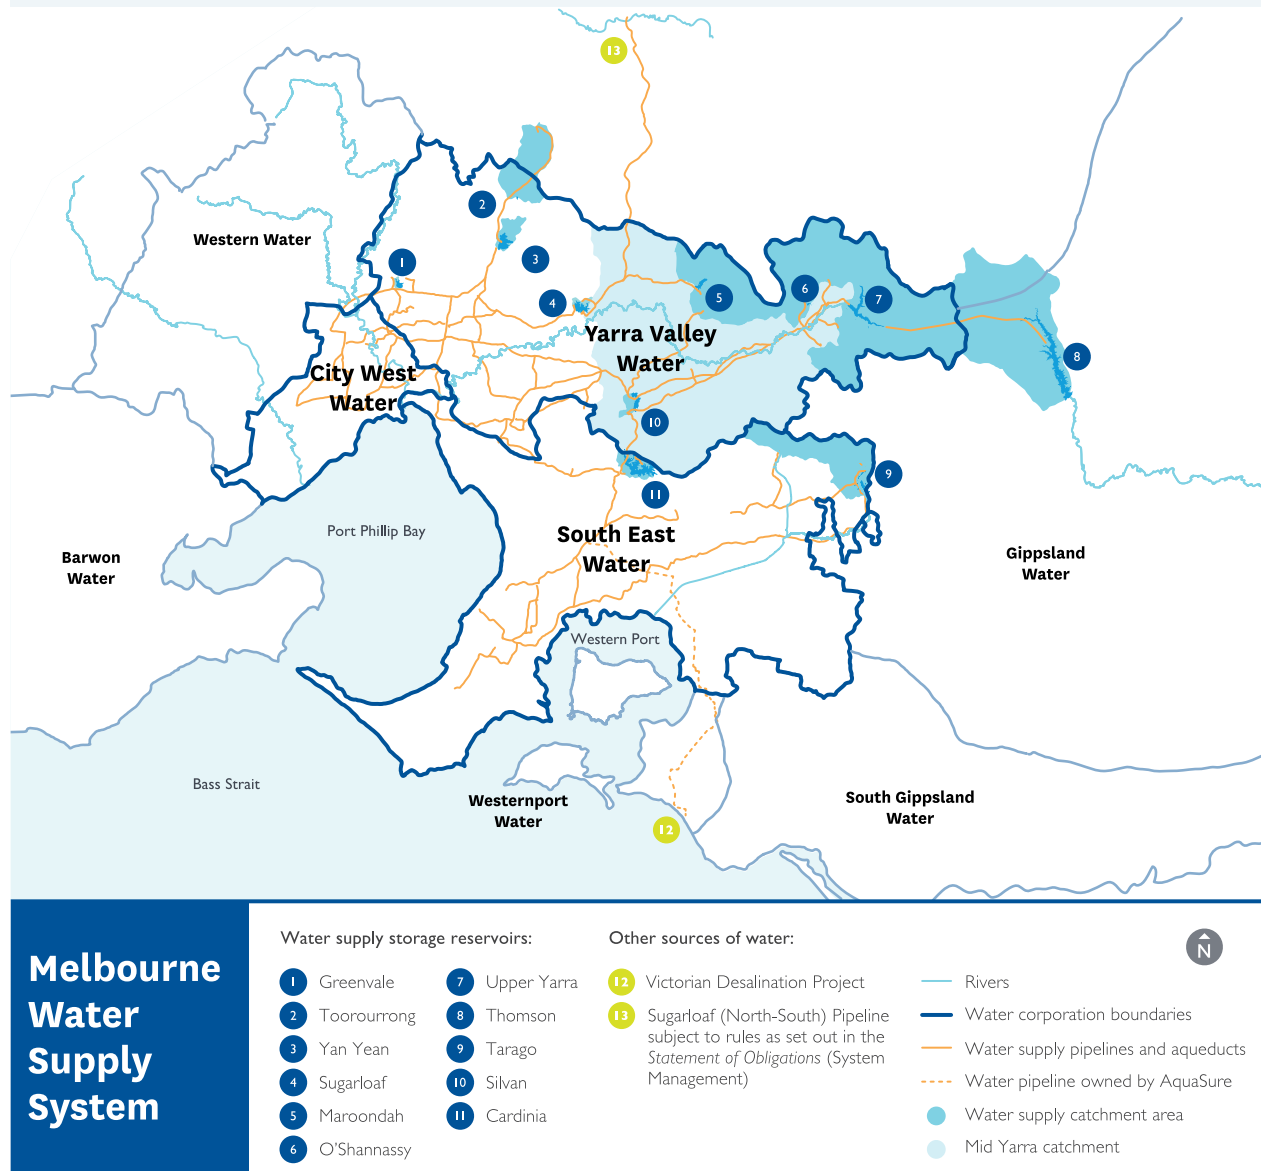 13
2
Western Water
1
3
4
5
6
7
8
Yarra Valley
Water
City West
Water
10
9
11
Port Phillip Bay
South East
Water
Barwon
Water
Gippsland
Water
Western Port
Bass Strait
Westernport
Water
South Gippsland
Water
12
Melbourne
Water
Supply
System
Water supply storage reservoirs:
1 Greenvale
2 Toorourrong
3 Yan Yean
4 Sugarloaf
5 Maroondah
6 O'Shannassy
7 Upper Yarra
8 Thomson
9 Tarago
10 Silvan
11 Cardinia
Other sources of water:
12 Victorian Desalination Project
13 Sugarloaf (North-South) Pipeline
subject to rules as set out in the
Statement of Obligations (System
Management)
N
Rivers
Water corporation boundaries
Water supply pipelines and aqueducts
Water pipeline owned by AquaSure
Water supply catchment area
Mid Yarra catchment